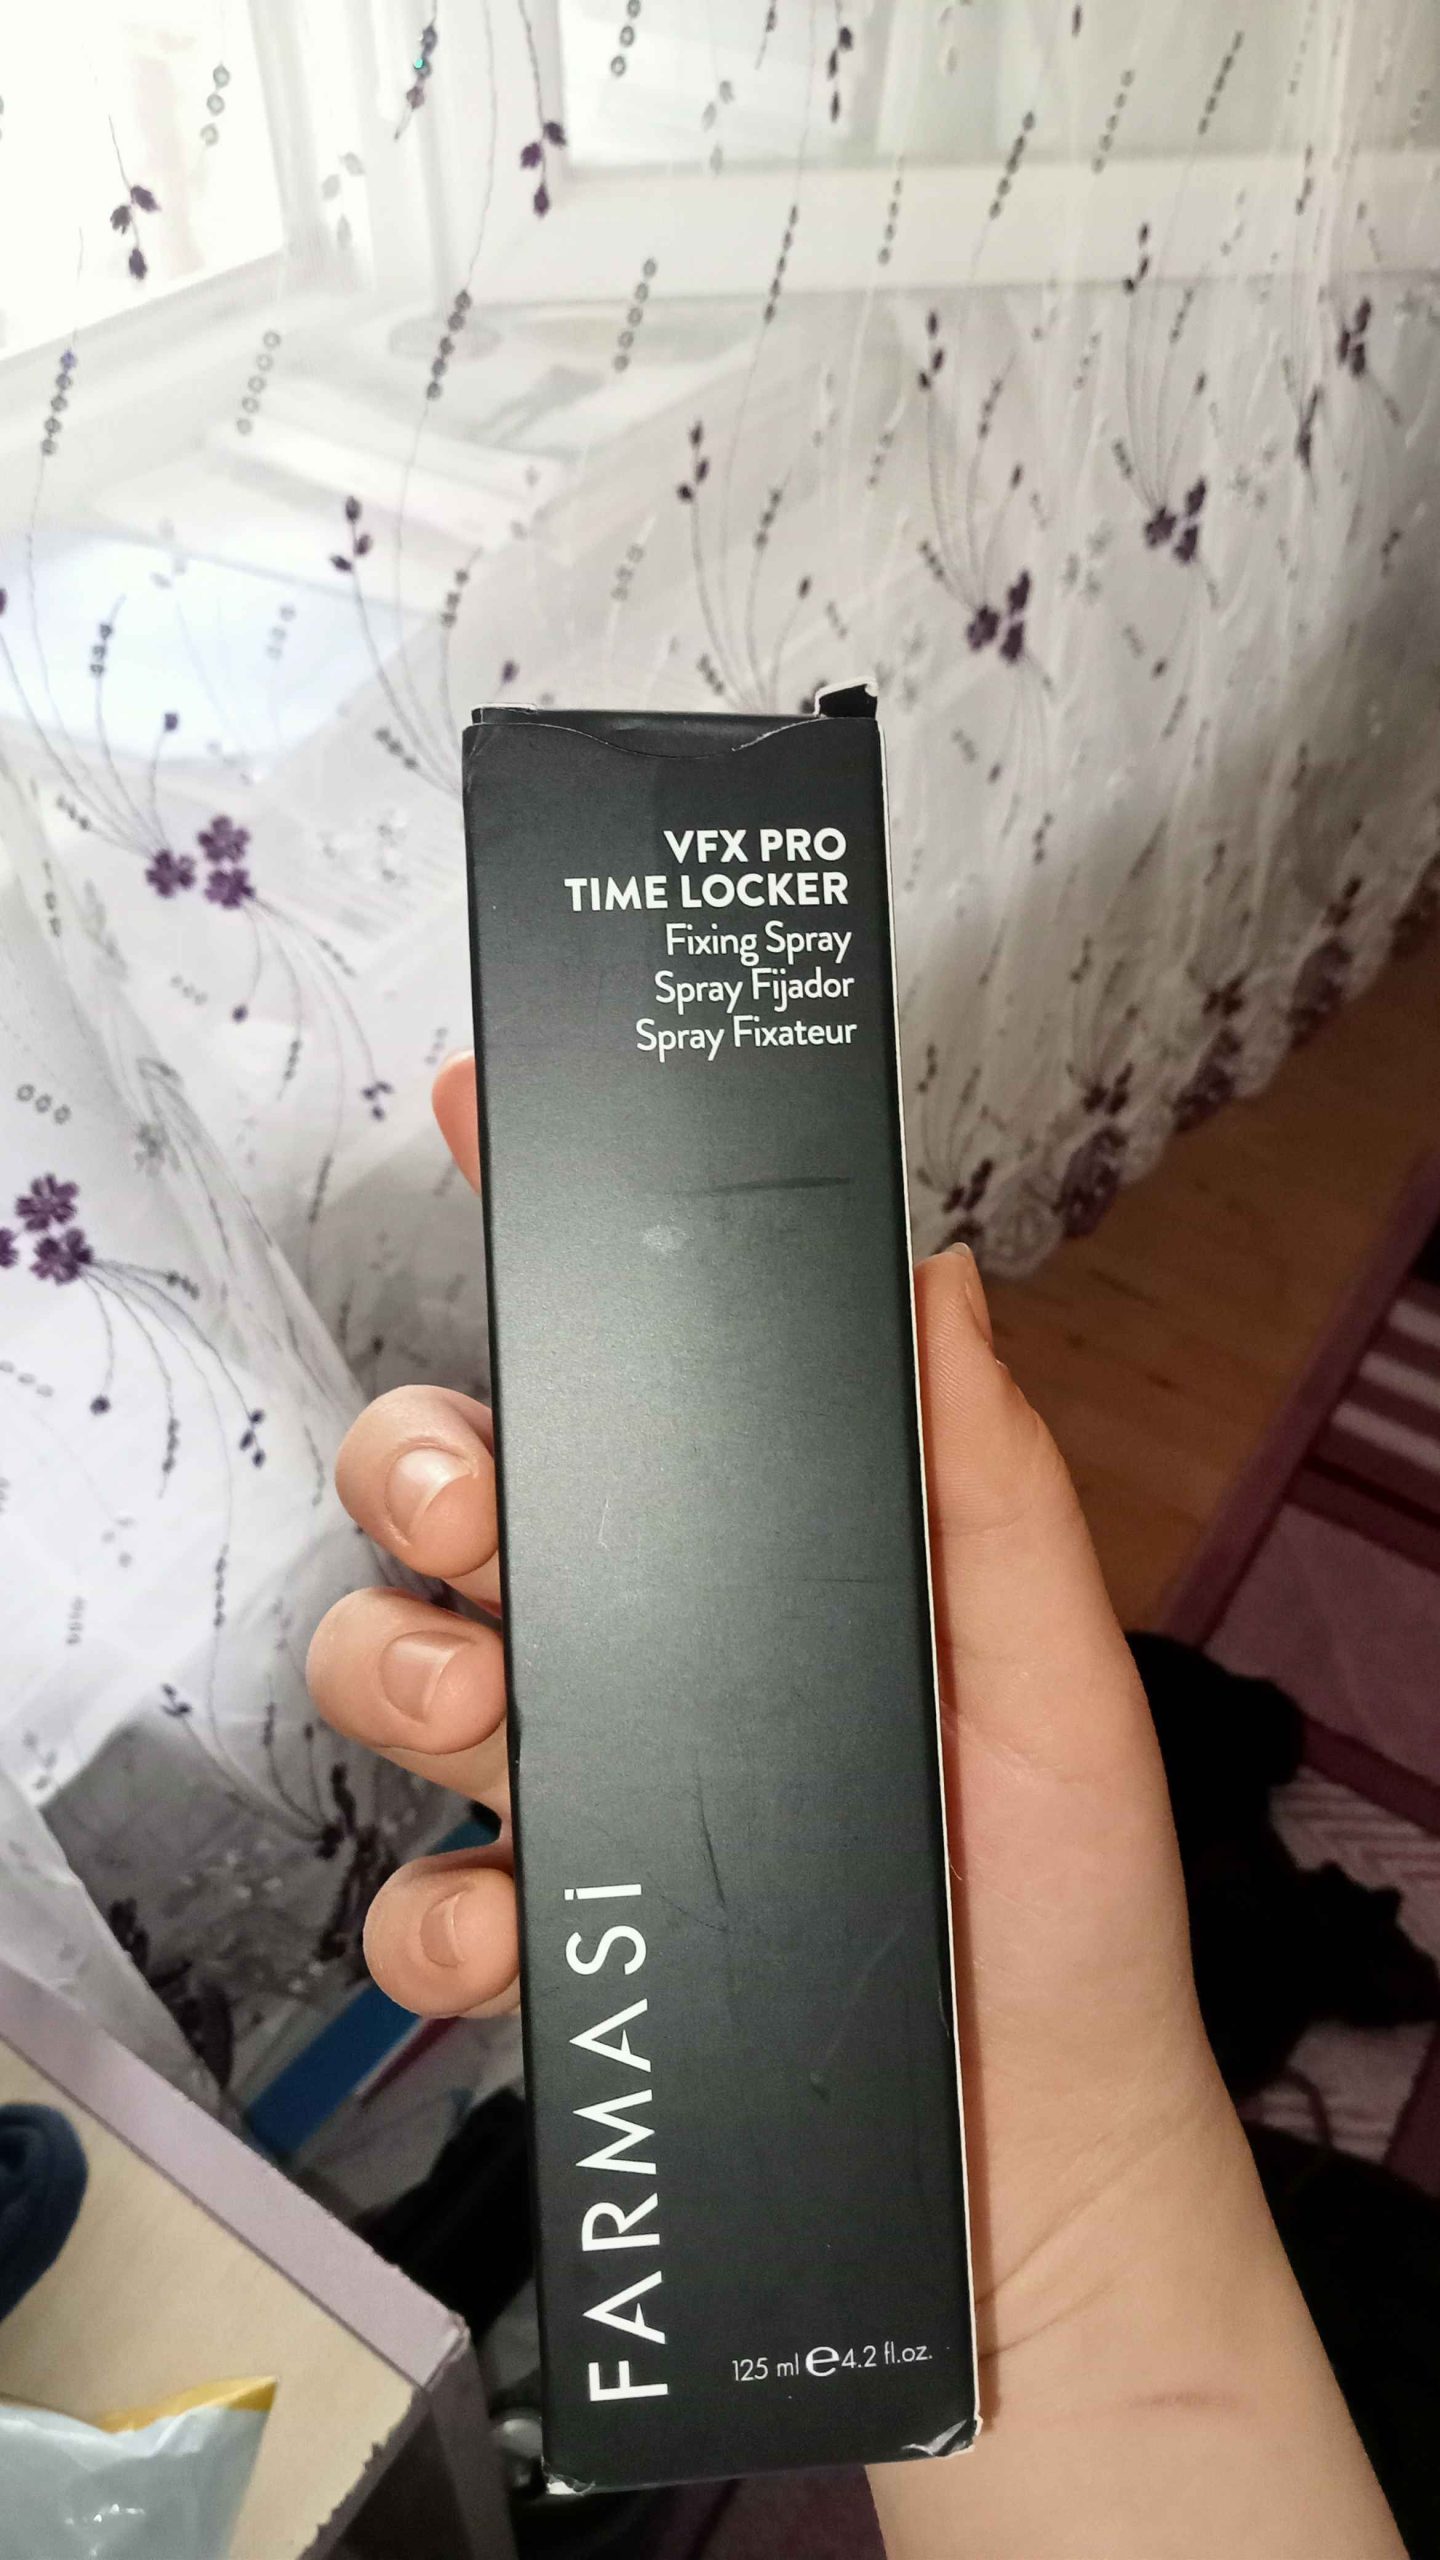 VFX PRO
TIME LOCKER
Fixing Spray
Spray Fijador
Spray Fixateur
FARMASi
125 ml ℮ 4.2 fl.oz.